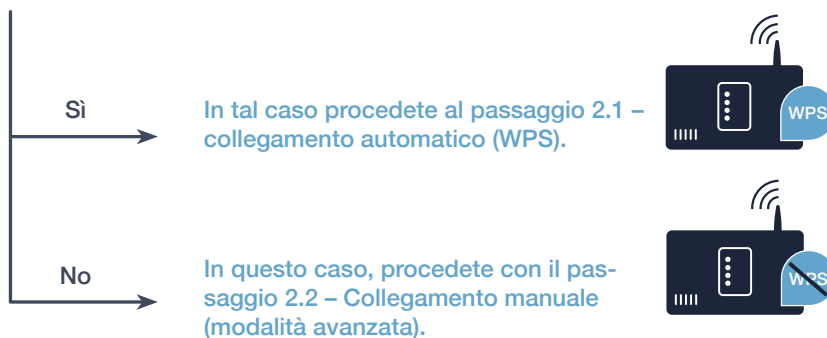 Sì
In tal caso procedete al passaggio 2.1 –
collegamento automatico (WPS).
WPS
No
In questo caso, procedete con il pas-
saggio 2.2 – Collegamento manuale
(modalità avanzata).
WPS